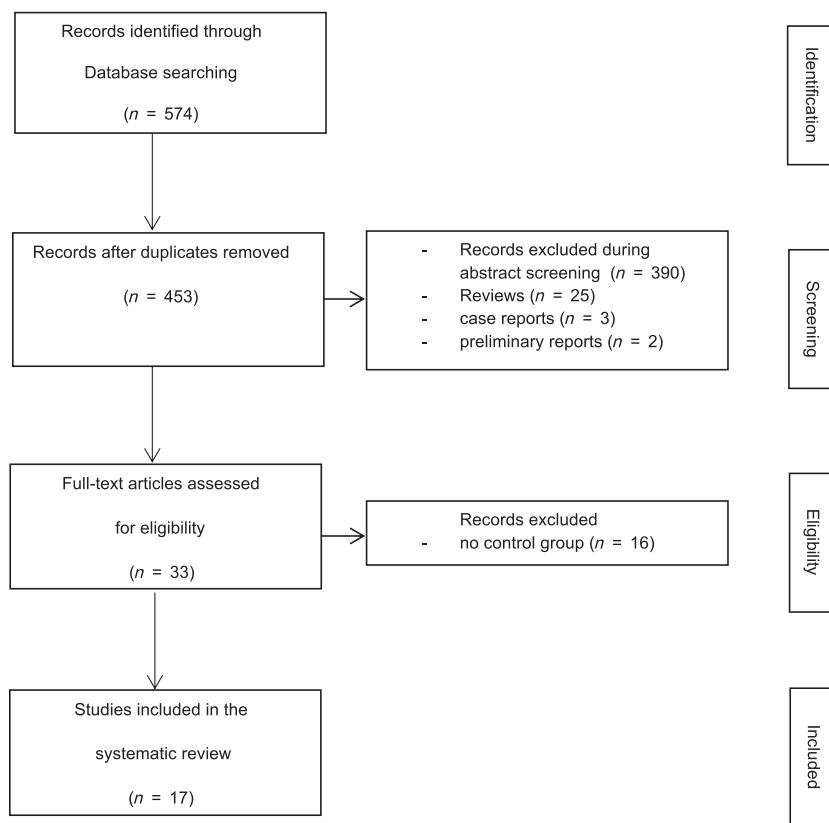 Records identified through
Database searching
(n = 574)
Identification
Records after duplicates removed
(n = 453)
- Records excluded during
abstract screening (n = 390)
- Reviews (n = 25)
- case reports (n = 3)
- preliminary reports (n = 2)
Screening
Full-text articles assessed
for eligibility
(n = 33)
Records excluded
- no control group (n = 16)
Eligibility
Studies included in the
systematic review
(n = 17)
Included